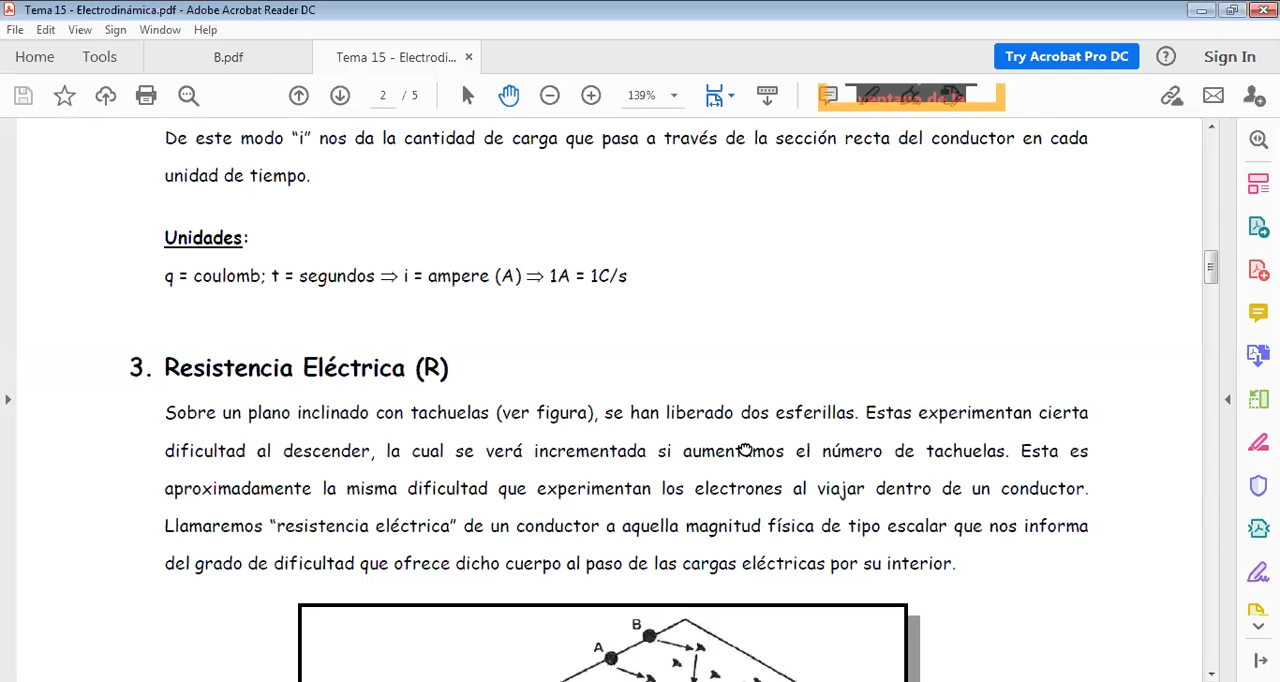 Tema 15 - Electrodinámica.pdf - Adobe Acrobat Reader DC
File Edit View Sign Window Help
Home Tools B.pdf Tema 15 - Electrodi... × Try Acrobat Pro DC Sign In
2 / 5 139% ventana de la
De este modo “i” nos da la cantidad de carga que pasa a través de la sección recta del conductor en cada
unidad de tiempo.
Unidades:
q = coulomb; t = segundos ⇒ i = ampere (A) ⇒ 1A = 1C/s
3. Resistencia Eléctrica (R)
Sobre un plano inclinado con tachuelas (ver figura), se han liberado dos esferillas. Estas experimentan cierta
dificultad al descender, la cual se verá incrementada si aumentamos el número de tachuelas. Esta es
aproximadamente la misma dificultad que experimentan los electrones al viajar dentro de un conductor.
Llamaremos “resistencia eléctrica” de un conductor a aquella magnitud física de tipo escalar que nos informa
del grado de dificultad que ofrece dicho cuerpo al paso de las cargas eléctricas por su interior.
B
A